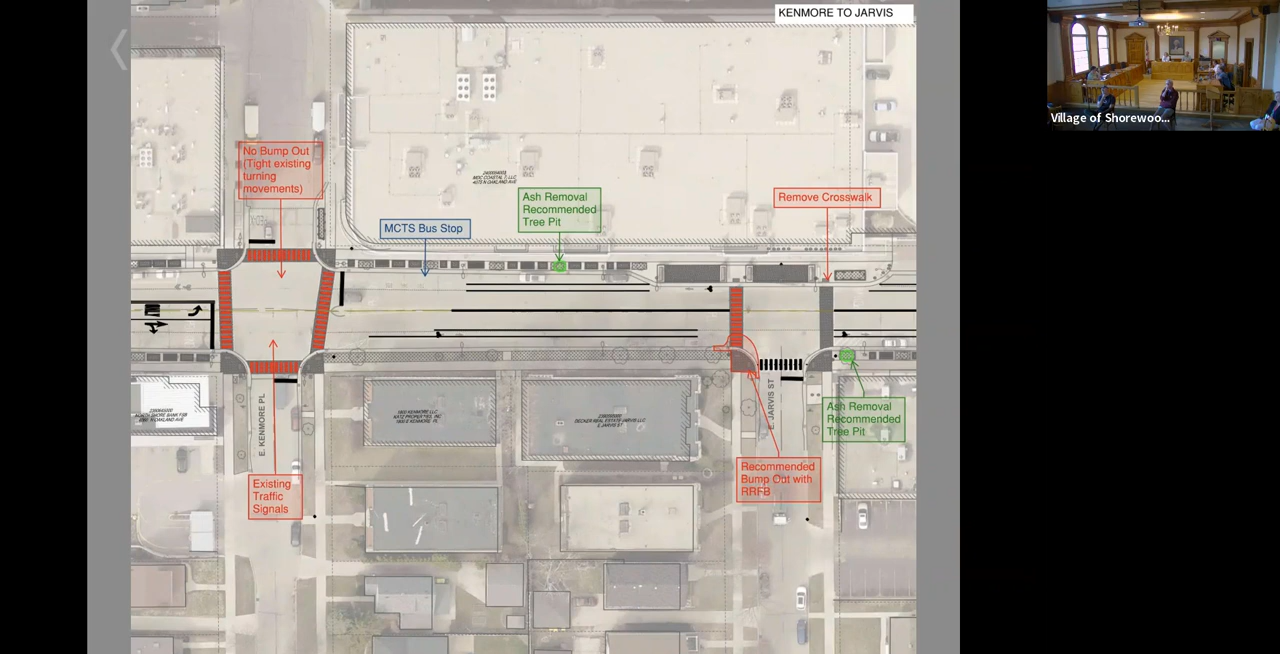 KENMORE TO JARVIS
Village of Shorewoo...
No Bump Out
(Tight existing
turning
movements)
MCTS Bus Stop
Ash Removal
Recommended
Tree Pit
Remove Crosswalk
E. KENMORE PL
E. JARVIS ST
Ash Removal
Recommended
Tree Pit
Existing
Traffic
Signals
Recommended
Bump Out with
RRFB